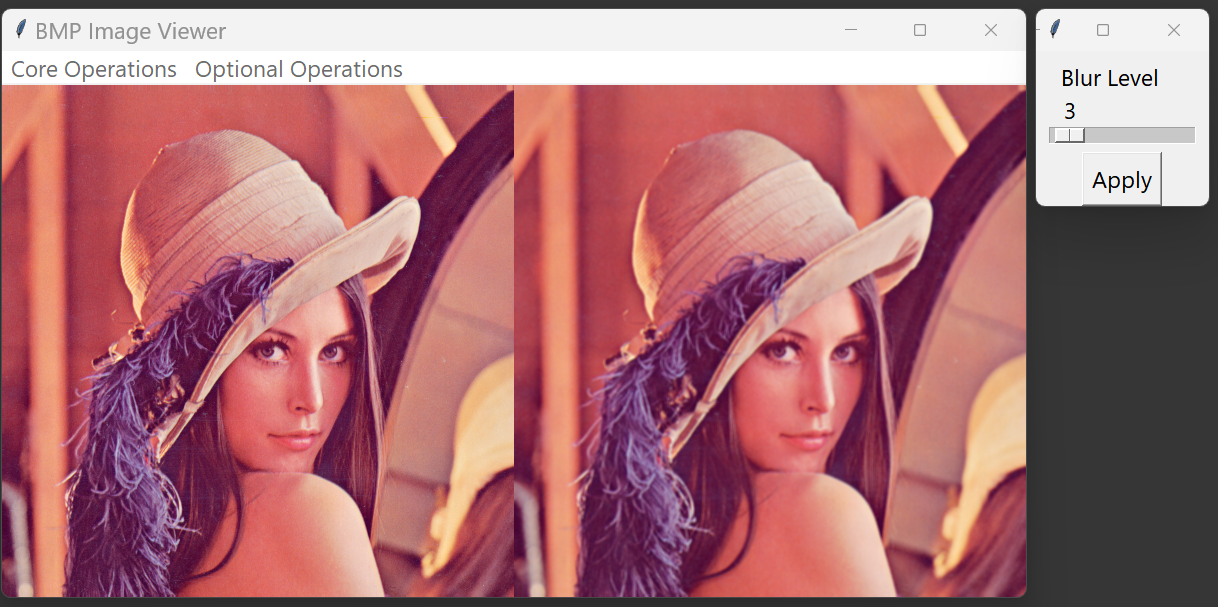 BMP Image Viewer
Core Operations Optional Operations
Blur Level
3
Apply